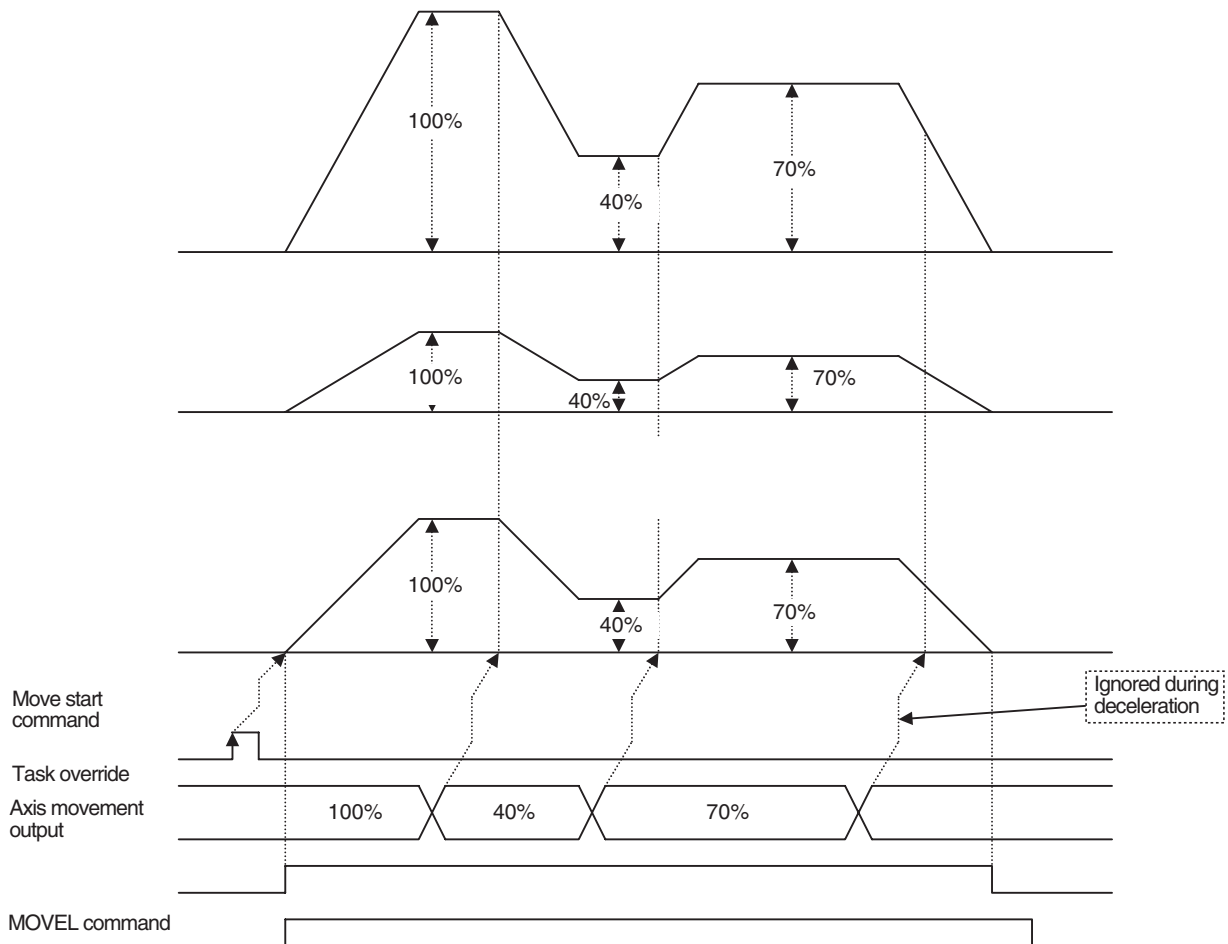 100%
40%
70%
100%
40%
70%
100%
40%
70%
Move start
command
Ignored during
deceleration
Task override
Axis movement
output
100%
40%
70%
MOVEL command